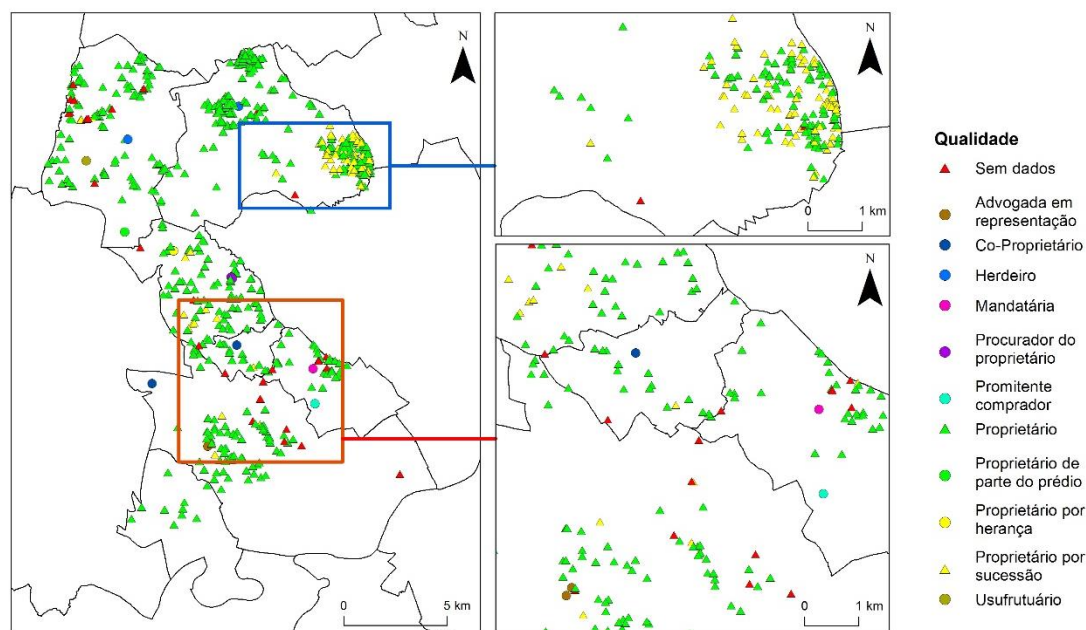 N
N
0 1 km
N
0 5 km
0 1 km
Qualidade
Sem dados
Advogada em
representação
Co-Proprietário
Herdeiro
Mandatária
Procurador do
proprietário
Promitente
comprador
Proprietário
Proprietário de
parte do prédio
Proprietário por
herança
Proprietário por
sucessão
Usufrutuário